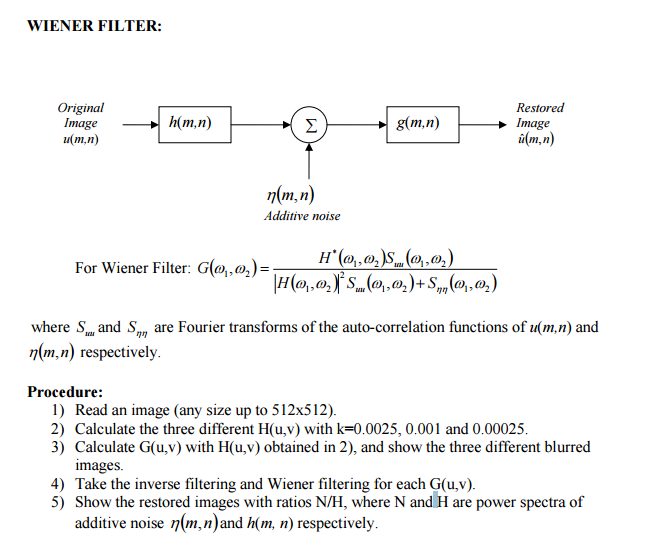 WIENER FILTER:
Original
Image
u(m,n)
h(m,n)
Σ
g(m,n)
Restored
Image
û(m,n)
η(m,n)
Additive noise
For Wiener Filter: G(ω₁,ω₂) = H*(ω₁,ω₂)Sᵤᵤ(ω₁,ω₂) / |H(ω₁,ω₂)|² Sᵤᵤ(ω₁,ω₂) + S_ηη(ω₁,ω₂)
where Sᵤᵤ and S_ηη are Fourier transforms of the auto-correlation functions of u(m,n) and
η(m,n) respectively.
Procedure:
1) Read an image (any size up to 512x512).
2) Calculate the three different H(u,v) with k=0.0025, 0.001 and 0.00025.
3) Calculate G(u,v) with H(u,v) obtained in 2), and show the three different blurred
images.
4) Take the inverse filtering and Wiener filtering for each G(u,v).
5) Show the restored images with ratios N/H, where N and H are power spectra of
additive noise η(m,n) and h(m, n) respectively.